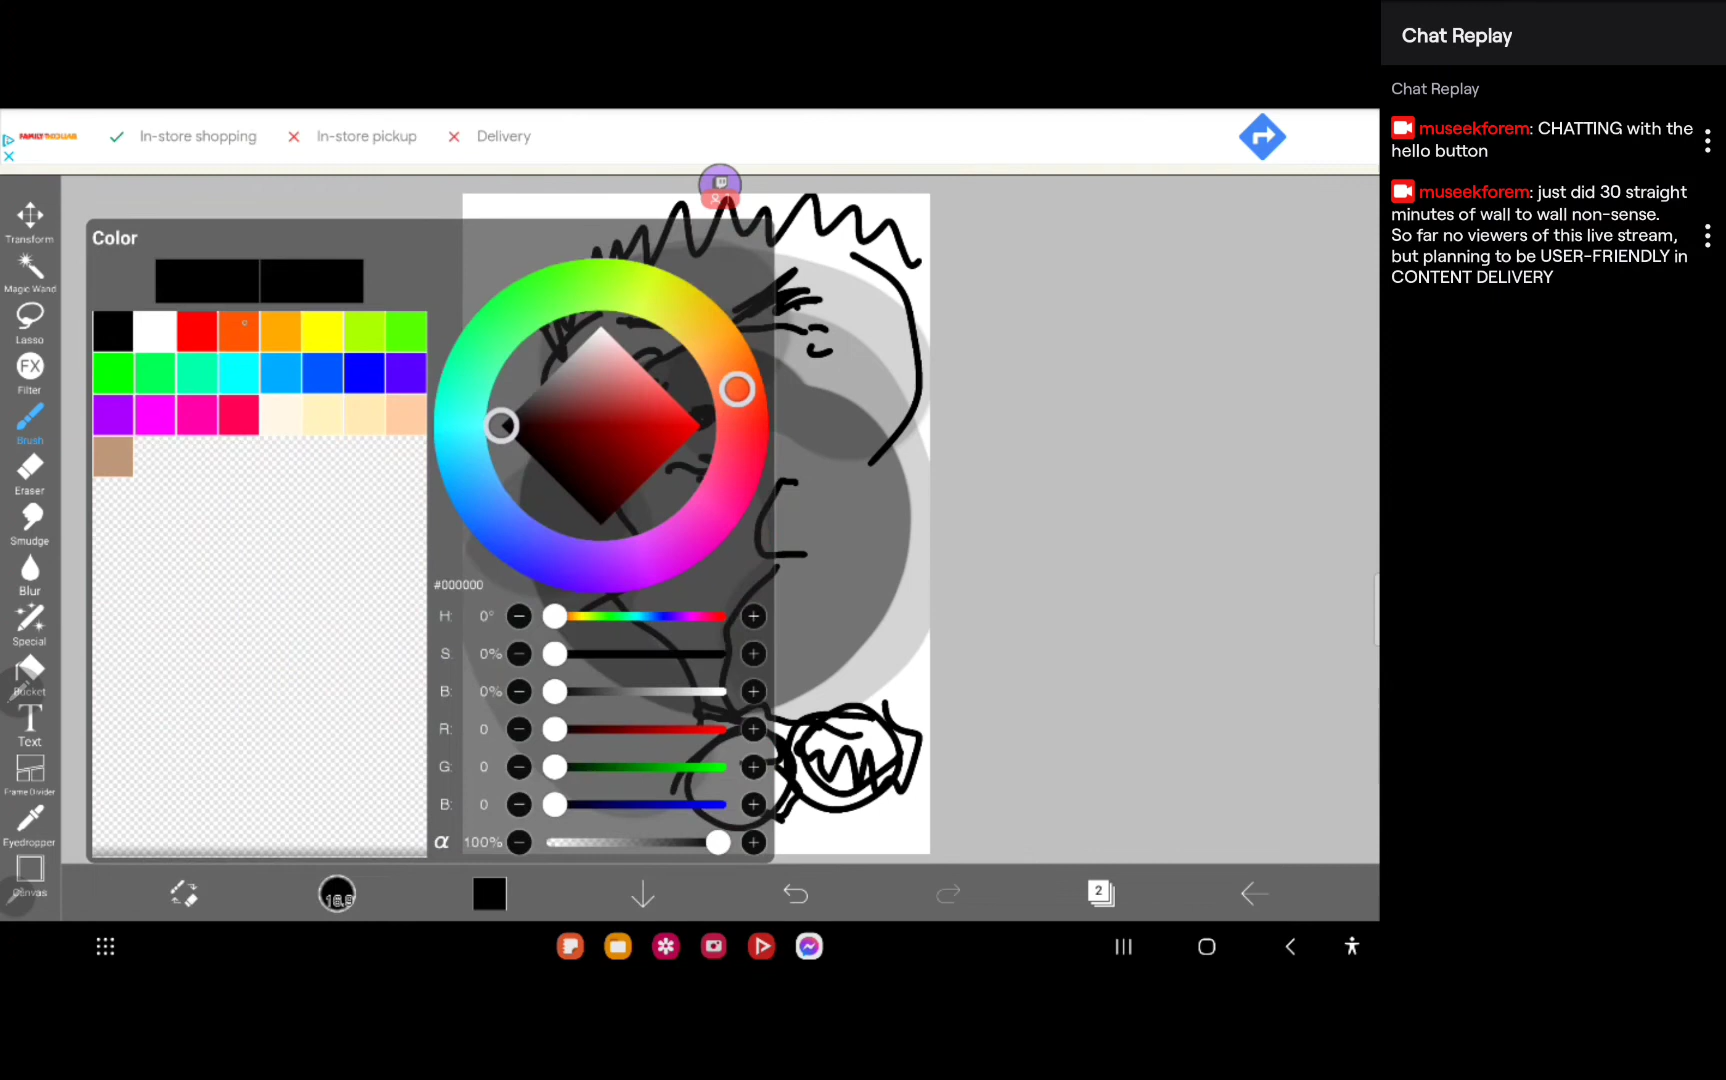 Chat Replay
Chat Replay
museekforem: CHATTING with the
hello button
museekforem: just did 30 straight
minutes of wall to wall non-sense.
So far no viewers of this live stream,
but planning to be USER-FRIENDLY in
CONTENT DELIVERY
In-store shopping
In-store pickup
Delivery
Transform
Magic Wand
Lasso
FX
Filter
Brush
Eraser
Smudge
Blur
Special
Bucket
T
Text
Frame Divider
Eyedropper
Canvas
Color
#000000
H: 0°
S: 0%
B: 0%
R: 0
G: 0
B: 0
α 100%
2